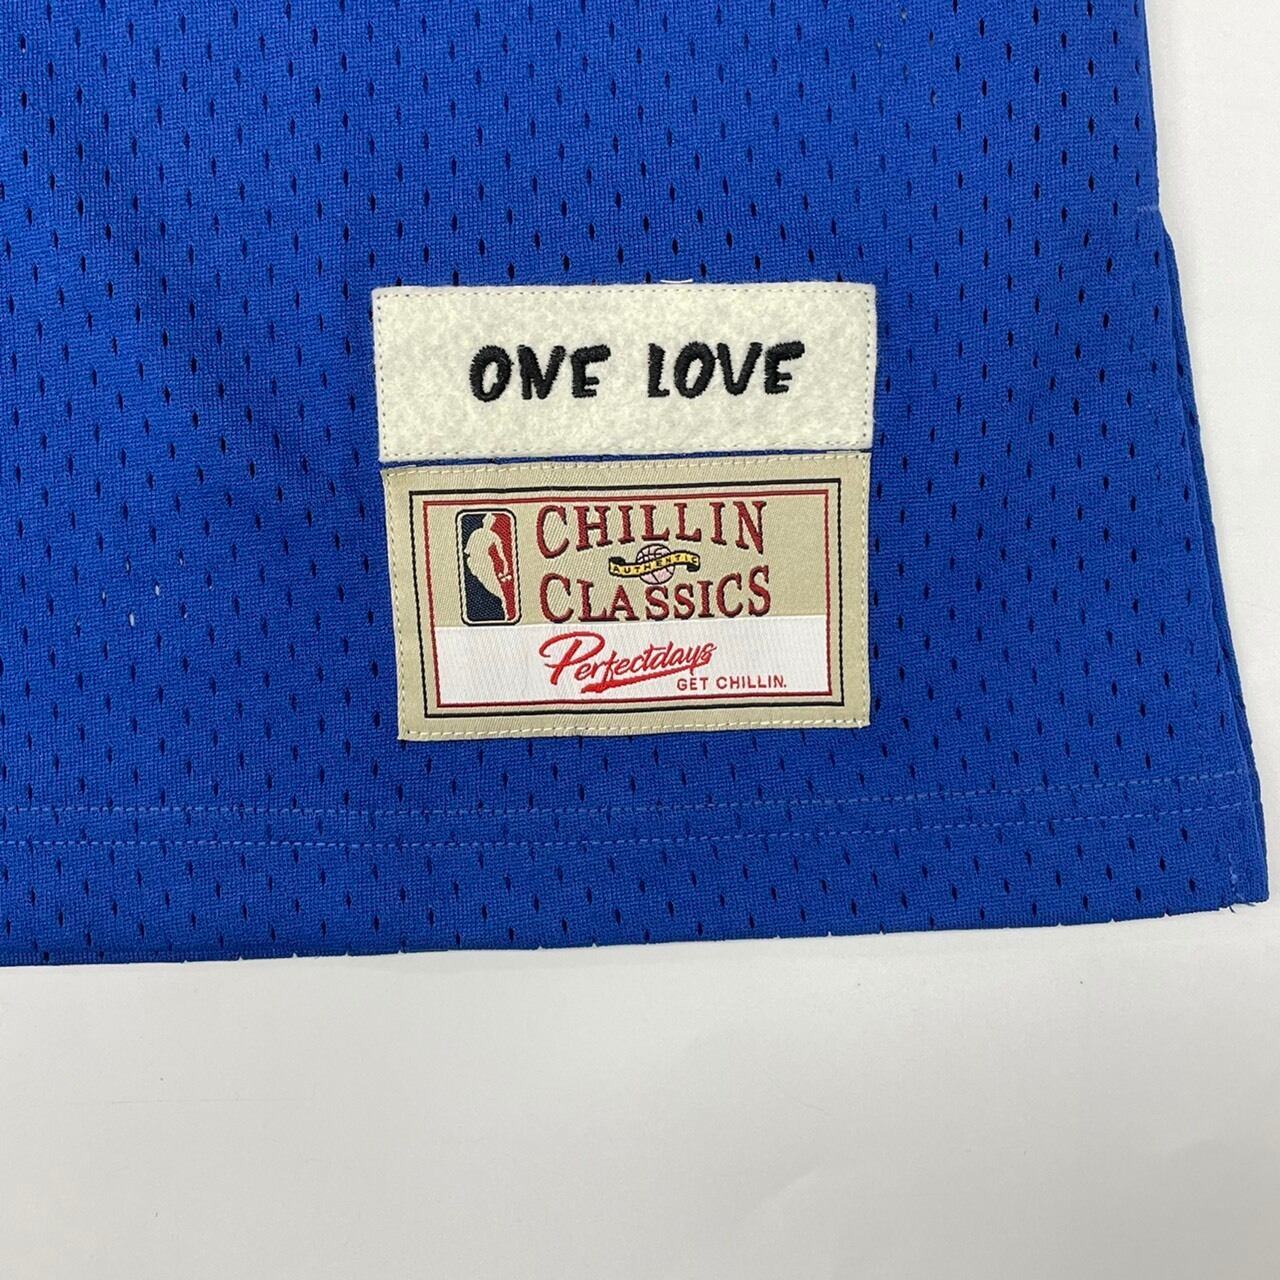 ONE LOVE
CHILLIN
AUTHENTIC
CLASSICS
Perfectdays
GET CHILLIN.